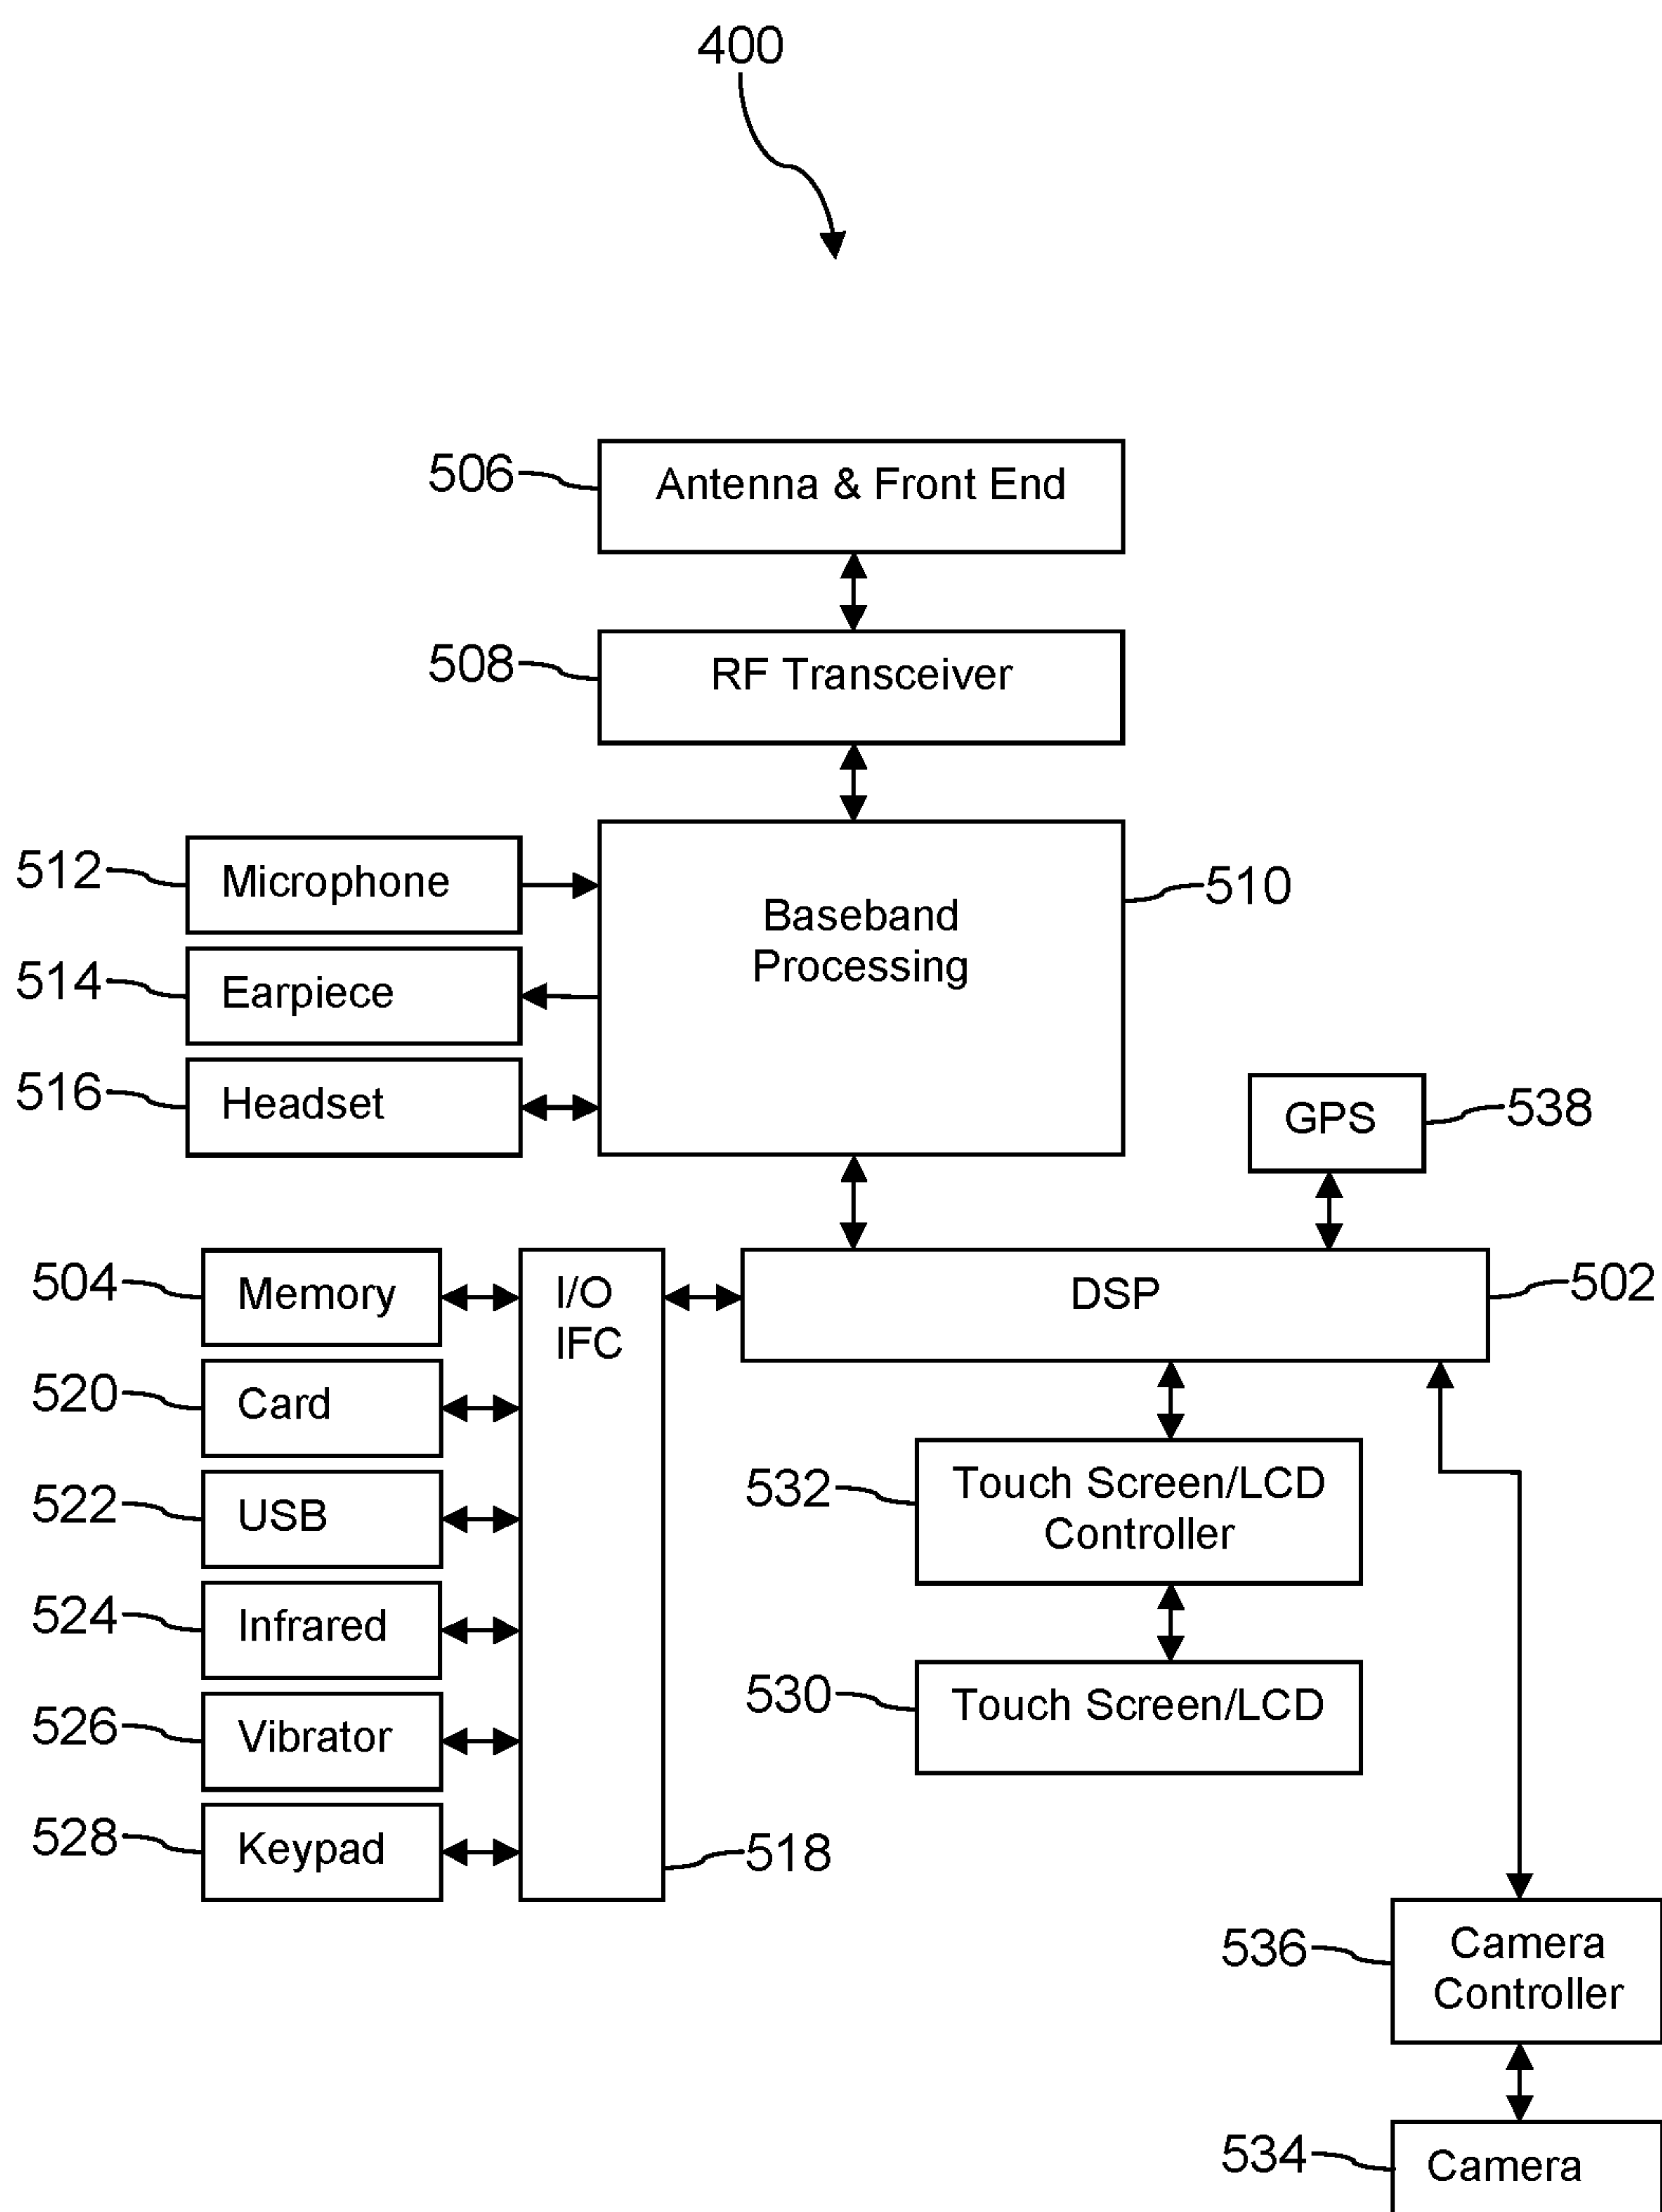 400
506
Antenna & Front End
508
RF Transceiver
512
Microphone
Baseband
Processing
510
514
Earpiece
516
Headset
GPS
538
504
Memory
I/O
IFC
DSP
502
520
Card
532
Touch Screen/LCD
Controller
522
USB
524
Infrared
530
Touch Screen/LCD
526
Vibrator
528
Keypad
518
536
Camera
Controller
534
Camera